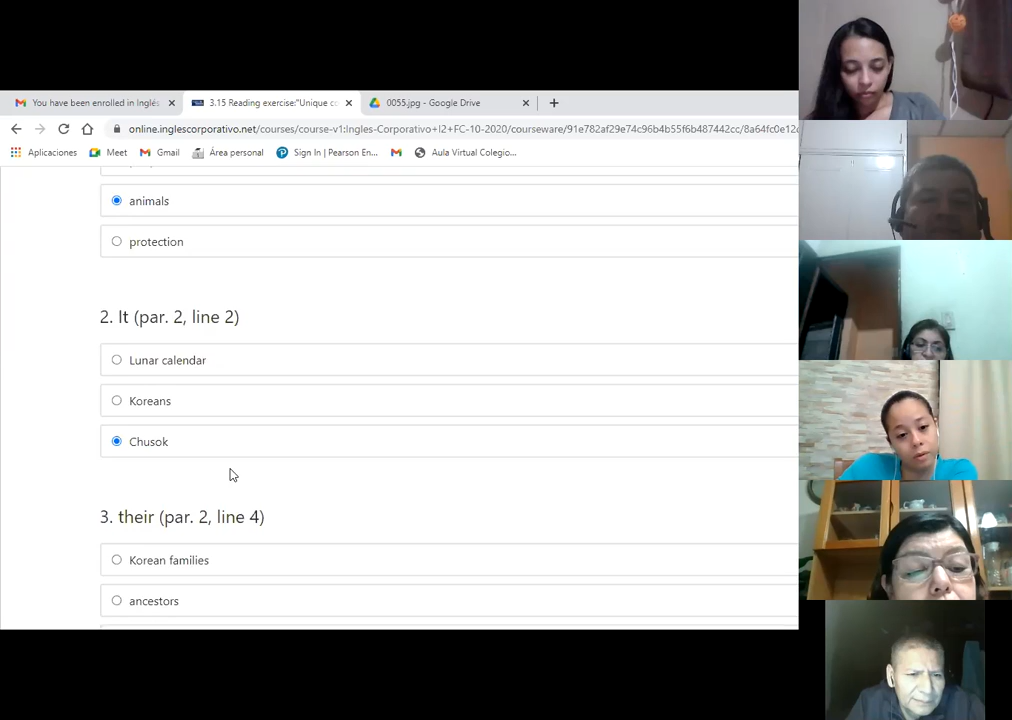 You have been enrolled in Inglés
3.15 Reading exercise:"Unique co
0055.jpg - Google Drive
online.inglescorporativo.net/courses/course-v1:Ingles-Corporativo+I2+FC-10-2020/courseware/91e782af29e74c96b4b55f6b487442cc/8a64fc0e12c
Aplicaciones
Meet
Gmail
Área personal
Sign In | Pearson En...
Aula Virtual Colegio...
animals
protection
2. It (par. 2, line 2)
Lunar calendar
Koreans
Chusok
3. their (par. 2, line 4)
Korean families
ancestors